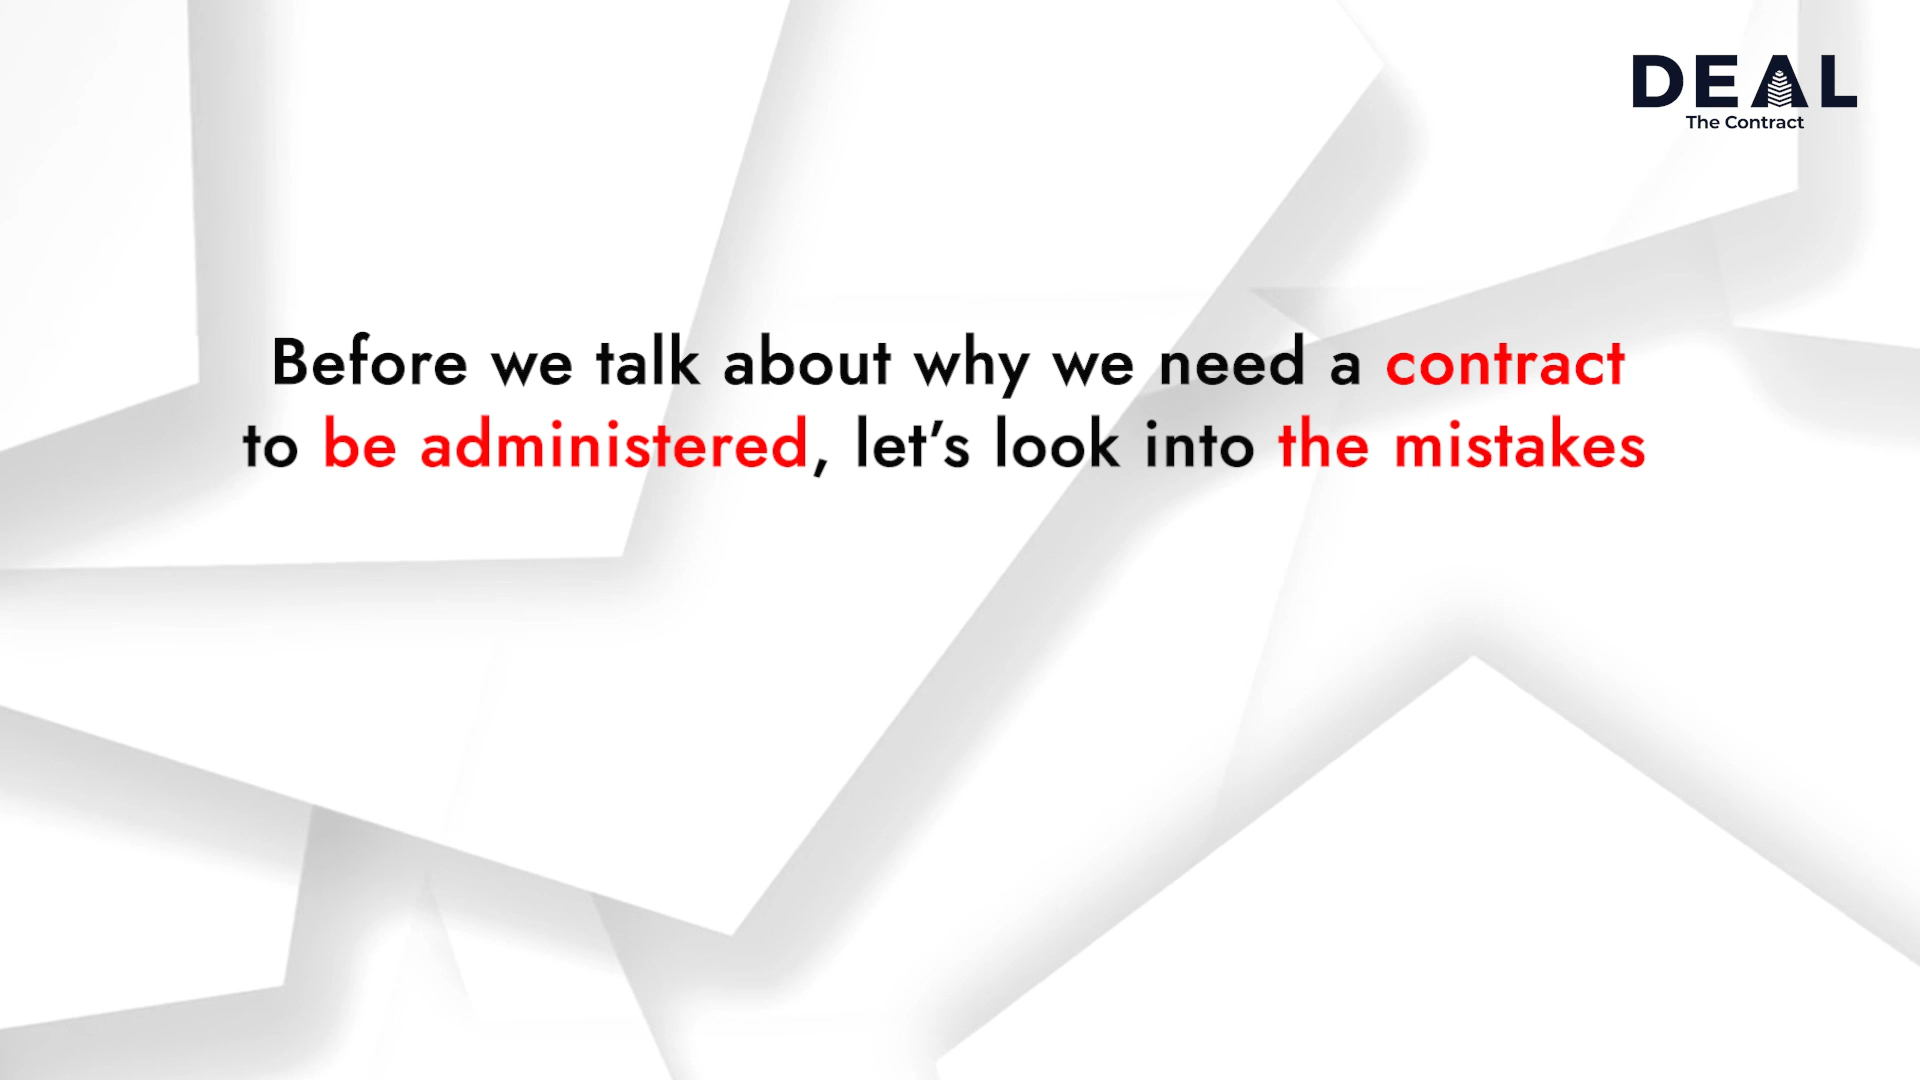 DEAL
The Contract
Before we talk about why we need a contract
to be administered, let’s look into the mistakes